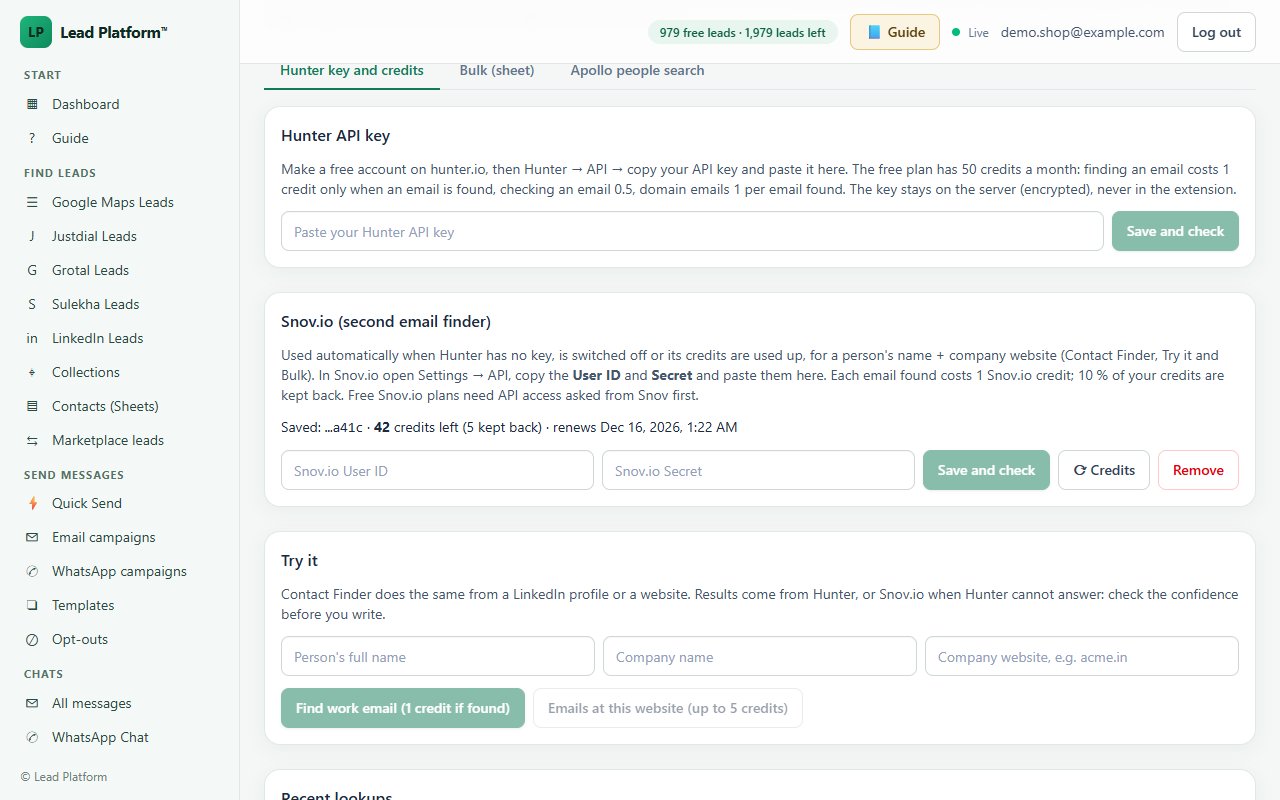 LP Lead Platform™
979 free leads · 1,979 leads left
Guide
Live
demo.shop@example.com
Log out
START
Dashboard
? Guide
FIND LEADS
Google Maps Leads
J Justdial Leads
G Grotal Leads
S Sulekha Leads
in LinkedIn Leads
Collections
Contacts (Sheets)
Marketplace leads
SEND MESSAGES
Quick Send
Email campaigns
WhatsApp campaigns
Templates
Opt-outs
CHATS
All messages
WhatsApp Chat
© Lead Platform
Hunter key and credits
Bulk (sheet)
Apollo people search
Hunter API key
Make a free account on hunter.io, then Hunter → API → copy your API key and paste it here. The free plan has 50 credits a month: finding an email costs 1
credit only when an email is found, checking an email 0.5, domain emails 1 per email found. The key stays on the server (encrypted), never in the extension.
Paste your Hunter API key
Save and check
Snov.io (second email finder)
Used automatically when Hunter has no key, is switched off or its credits are used up, for a person's name + company website (Contact Finder, Try it and
Bulk). In Snov.io open Settings → API, copy the User ID and Secret and paste them here. Each email found costs 1 Snov.io credit; 10 % of your credits are
kept back. Free Snov.io plans need API access asked from Snov first.
Saved: …a41c · 42 credits left (5 kept back) · renews Dec 16, 2026, 1:22 AM
Snov.io User ID
Snov.io Secret
Save and check
⟳ Credits
Remove
Try it
Contact Finder does the same from a LinkedIn profile or a website. Results come from Hunter, or Snov.io when Hunter cannot answer: check the confidence
before you write.
Person's full name
Company name
Company website, e.g. acme.in
Find work email (1 credit if found)
Emails at this website (up to 5 credits)
Recent lookups